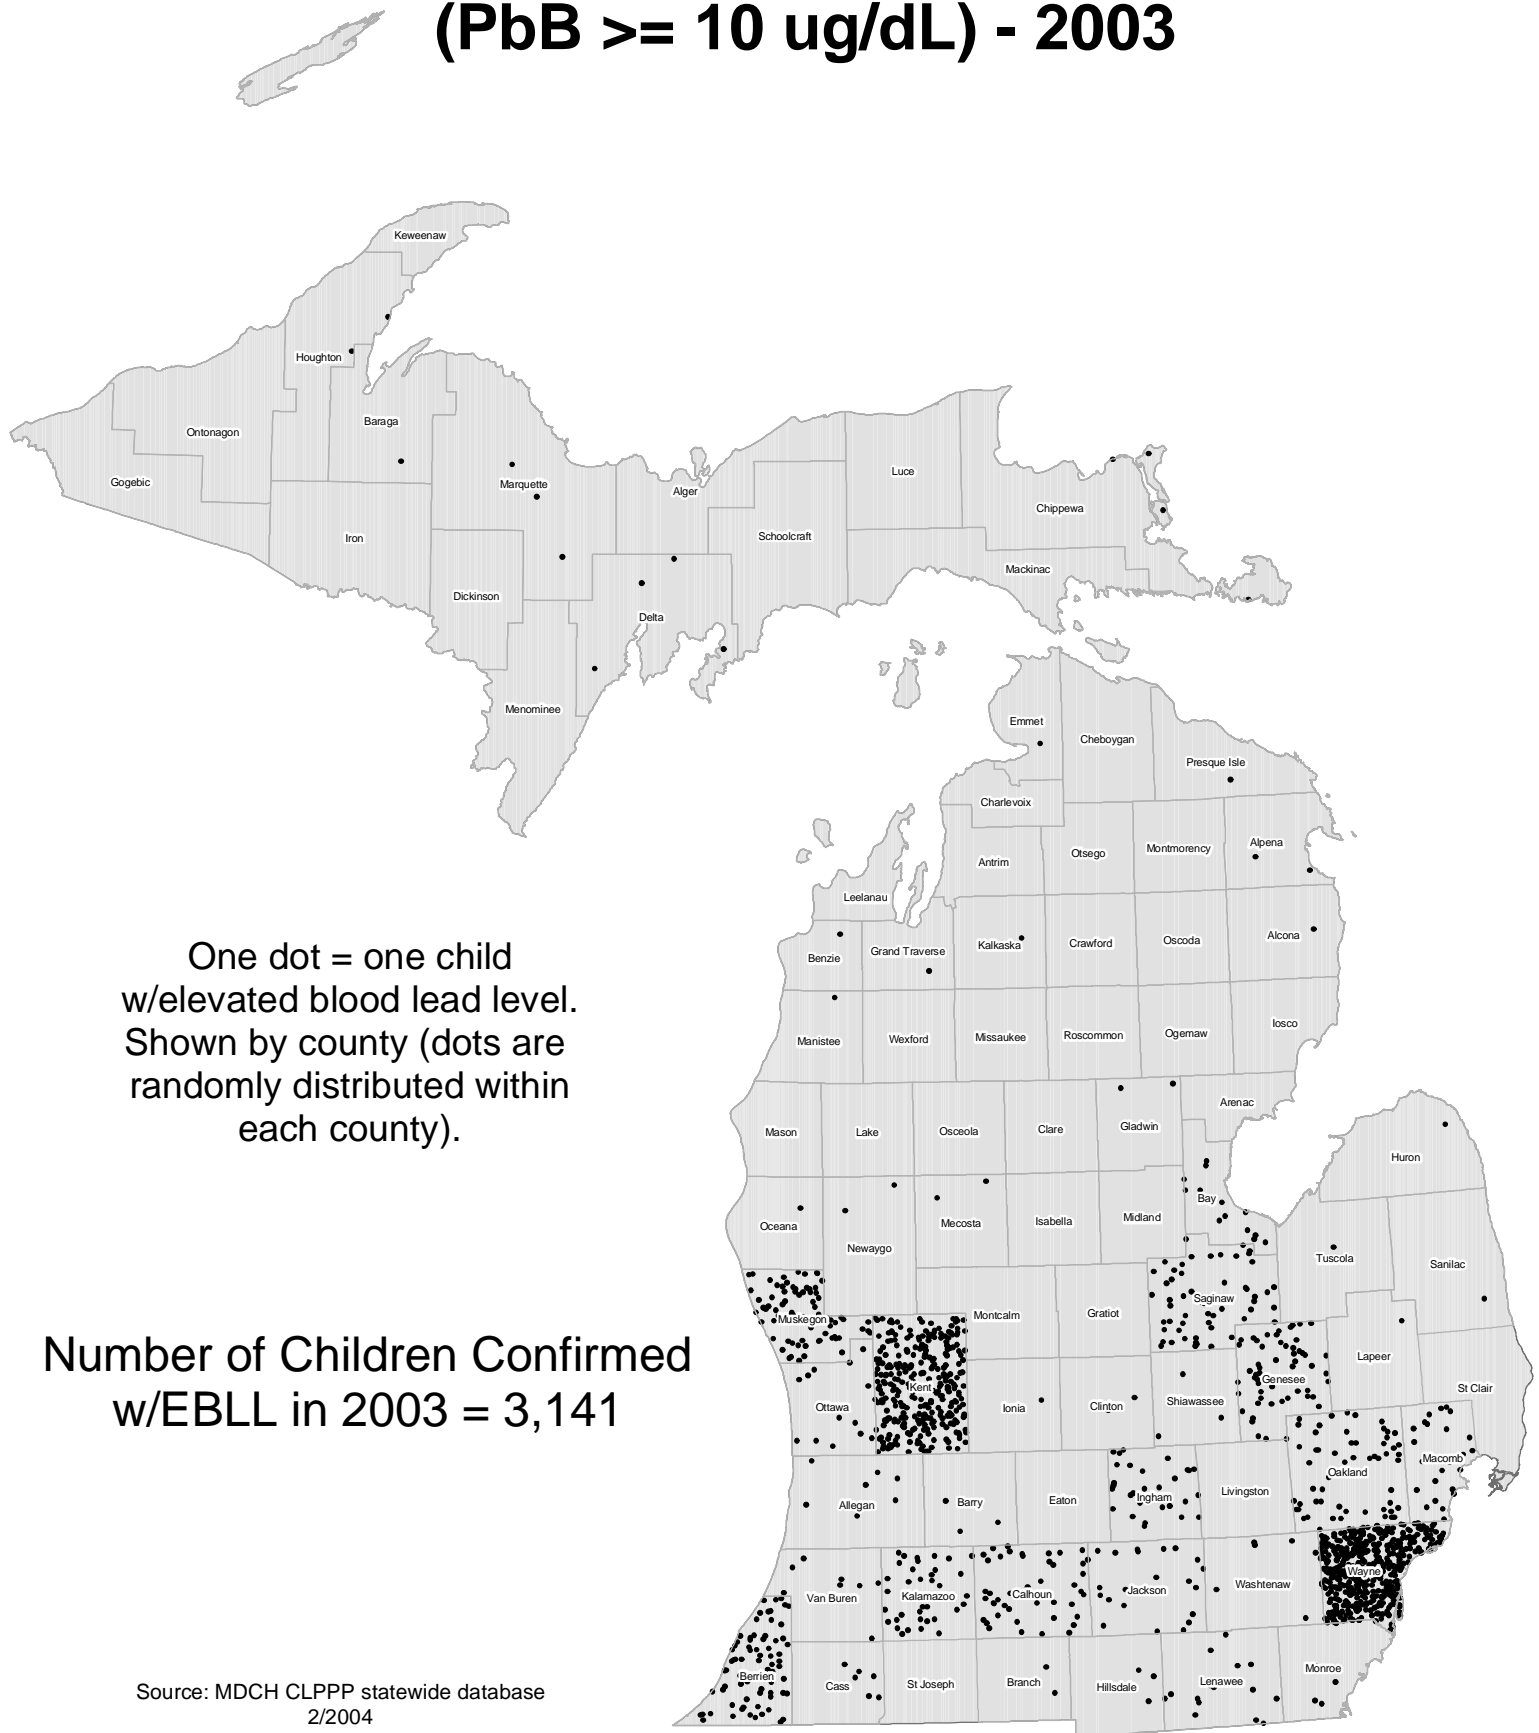 (PbB >= 10 ug/dL) - 2003
Keweenaw
Houghton
Baraga
Ontonagon
Gogebic
Marquette
Alger
Luce
Chippewa
Iron
Schoolcraft
Mackinac
Dickinson
Delta
Menominee
Emmet
Cheboygan
Presque Isle
Charlevoix
Antrim
Otsego
Montmorency
Alpena
Leelanau
Benzie
Grand Traverse
Kalkaska
Crawford
Oscoda
Alcona
Manistee
Wexford
Missaukee
Roscommon
Ogemaw
Iosco
One dot = one child
w/elevated blood lead level.
Shown by county (dots are
randomly distributed within
each county).
Mason
Lake
Osceola
Clare
Gladwin
Arenac
Huron
Oceana
Newaygo
Mecosta
Isabella
Midland
Bay
Tuscola
Sanilac
Muskegon
Montcalm
Gratiot
Saginaw
Number of Children Confirmed
w/EBLL in 2003 = 3,141
Ottawa
Kent
Ionia
Clinton
Shiawassee
Genesee
Lapeer
St Clair
Allegan
Barry
Eaton
Ingham
Livingston
Oakland
Macomb
Van Buren
Kalamazoo
Calhoun
Jackson
Washtenaw
Wayne
Berrien
Cass
St Joseph
Branch
Hillsdale
Lenawee
Monroe
Source: MDCH CLPPP statewide database
2/2004